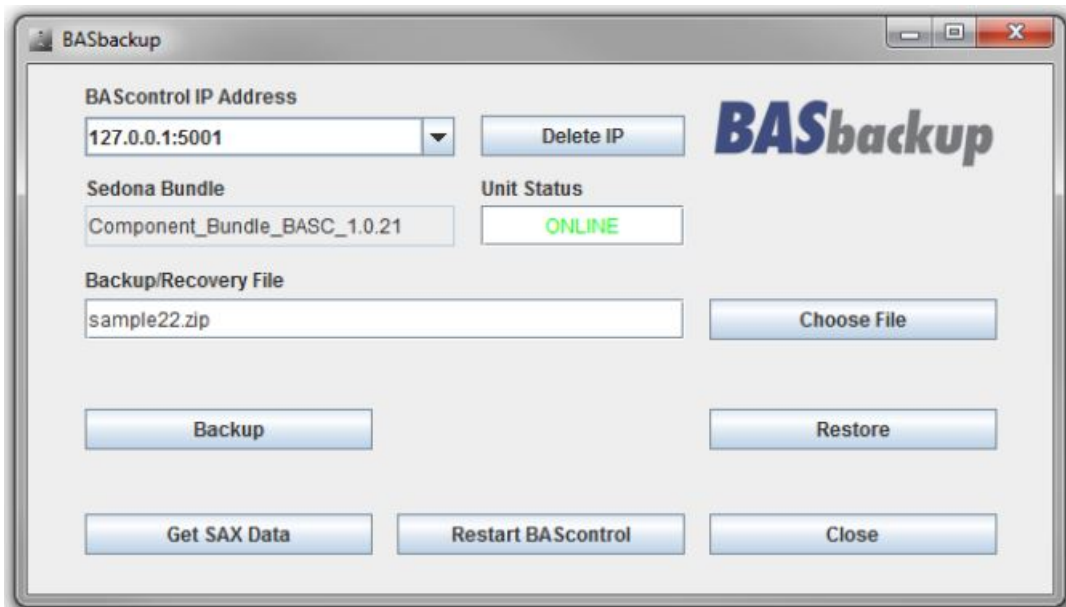 BASbackup
BAScontrol IP Address
127.0.0.1:5001
Delete IP
BASbackup
Sedona Bundle
Unit Status
Component_Bundle_BASC_1.0.21
ONLINE
Backup/Recovery File
sample22.zip
Choose File
Backup
Restore
Get SAX Data
Restart BAScontrol
Close